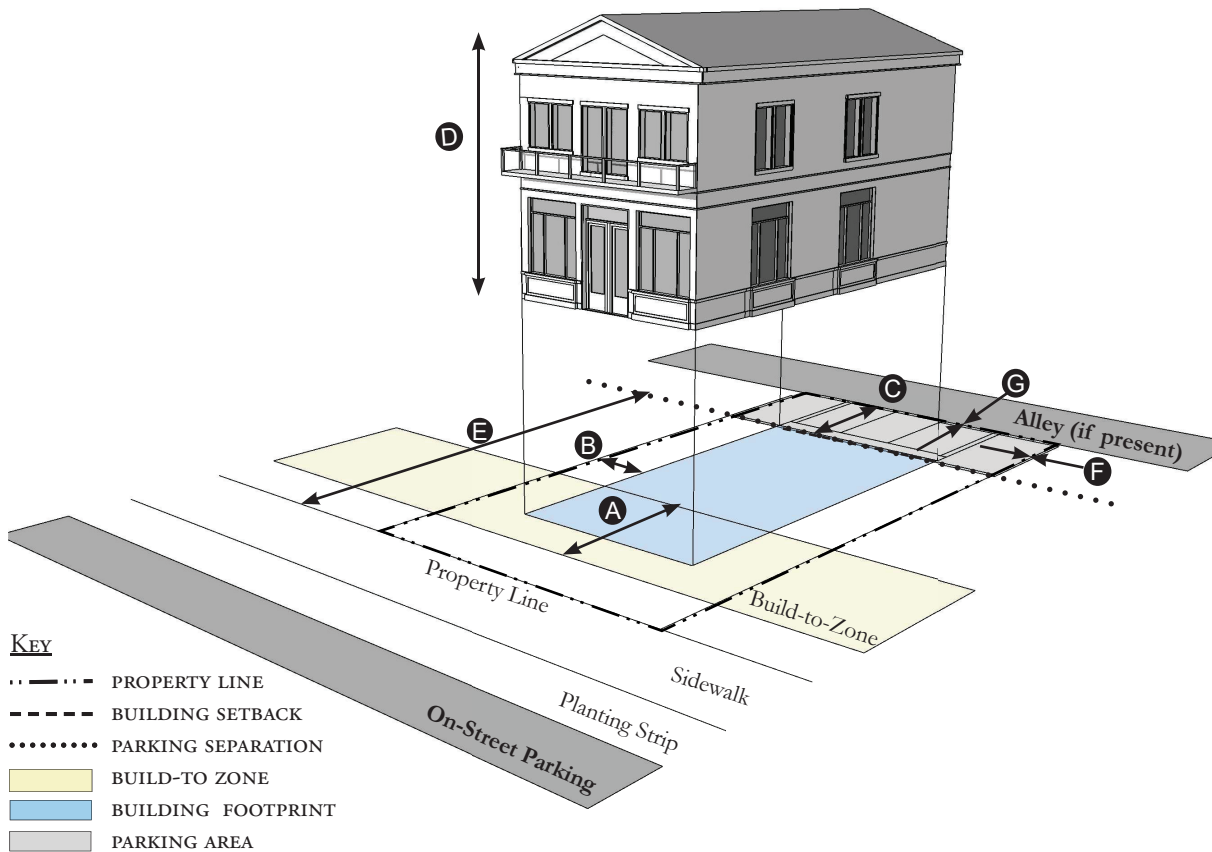 D
G
C
Alley (if present)
E
B
F
A
Property Line
Build-to-Zone
Sidewalk
Planting Strip
On-Street Parking
KEY
PROPERTY LINE
BUILDING SETBACK
PARKING SEPARATION
BUILD-TO ZONE
BUILDING FOOTPRINT
PARKING AREA